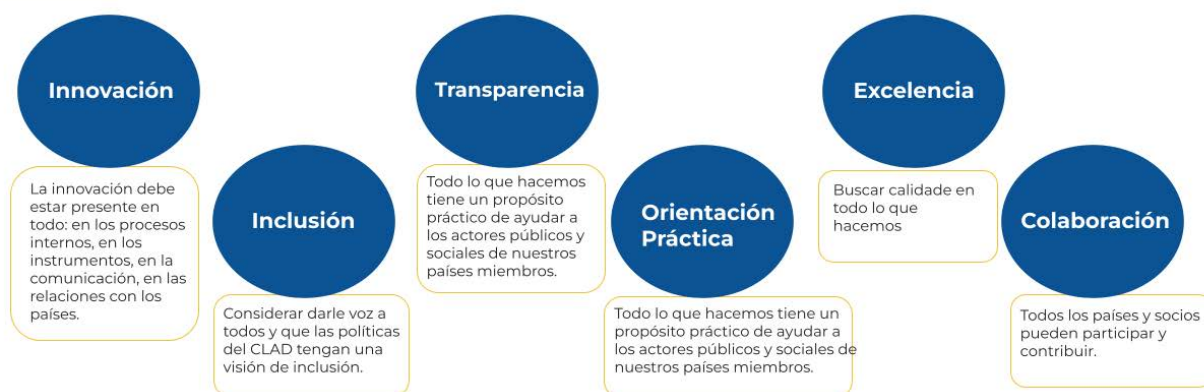 Innovación
La innovación debe
estar presente en
todo: en los procesos
internos, en los
instrumentos, en la
comunicación, en las
relaciones con los
países.
Inclusión
Considerar darle voz a
todos y que las políticas
del CLAD tengan una
visión de inclusión.
Transparencia
Todo lo que hacemos
tiene un propósito
práctico de ayudar a
los actores públicos y
sociales de nuestros
países miembros.
Orientación
Práctica
Todo lo que hacemos tiene un
propósito práctico de ayudar a
los actores públicos y sociales de
nuestros países miembros.
Excelencia
Buscar calidade en
todo lo que
hacemos
Colaboración
Todos los países y socios
pueden participar y
contribuir.